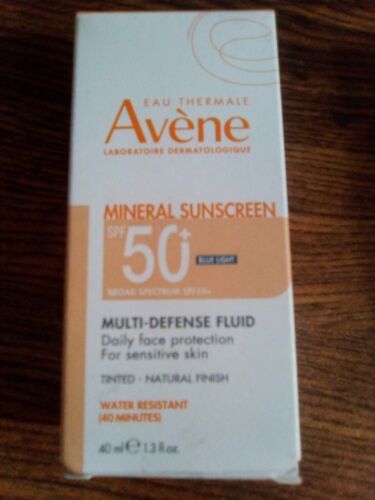 EAU THERMALE
Avène
LABORATOIRE DERMATOLOGIQUE
MINERAL SUNSCREEN
SPF 50+
BLUE LIGHT
BROAD SPECTRUM SPF50+
MULTI-DEFENSE FLUID
Daily face protection
For sensitive skin
TINTED - NATURAL FINISH
WATER RESISTANT
(40 MINUTES)
40 ml e 1.3 fl.oz.